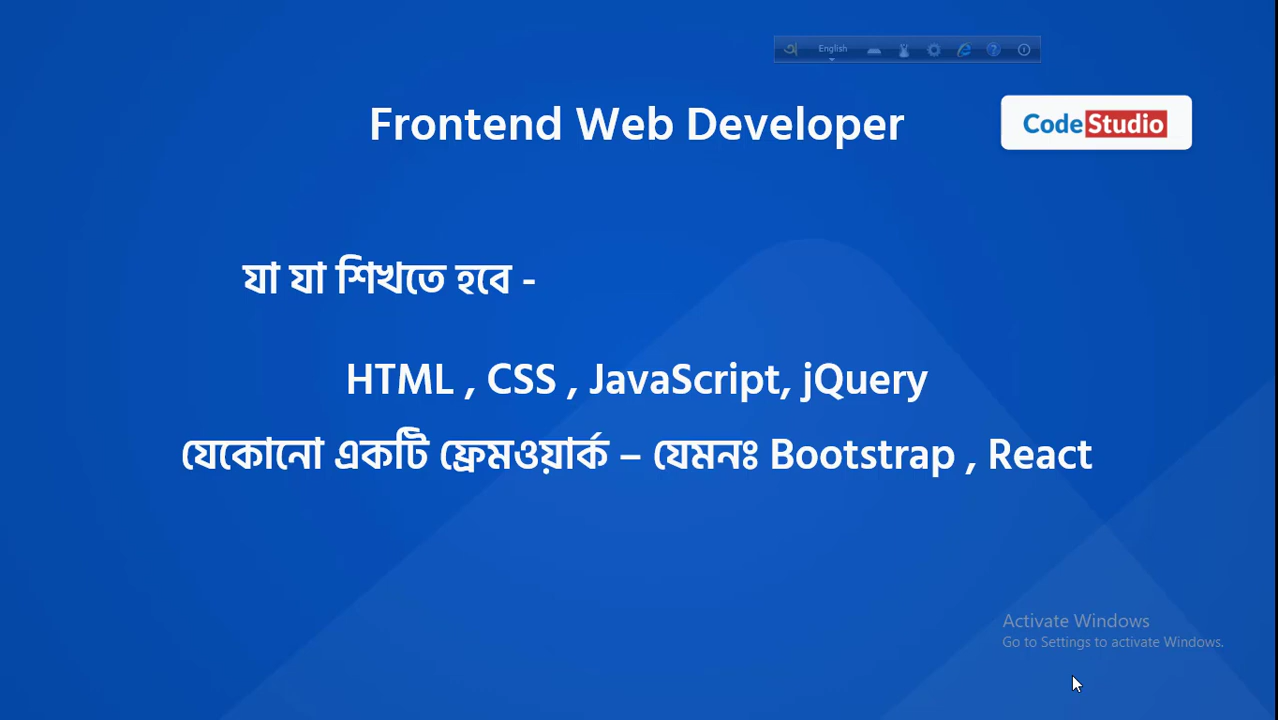 English
Frontend Web Developer
CodeStudio
যা যা শিখতে হবে -
HTML , CSS , JavaScript, jQuery
যেকোনো একটি ফ্রেমওয়ার্ক – যেমনঃ Bootstrap , React
Activate Windows
Go to Settings to activate Windows.